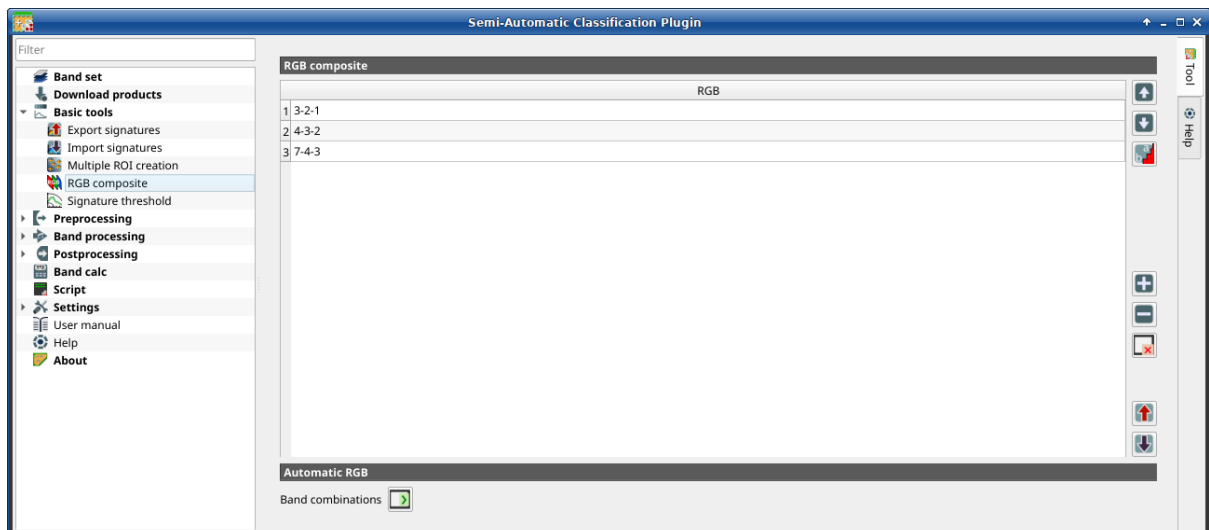 Semi-Automatic Classification Plugin
Filter
Band set
Download products
Basic tools
Export signatures
Import signatures
Multiple ROI creation
RGB composite
Signature threshold
Preprocessing
Band processing
Postprocessing
Band calc
Script
Settings
User manual
Help
About
RGB composite
RGB
1 3-2-1
2 4-3-2
3 7-4-3
Automatic RGB
Band combinations
Tool
Help